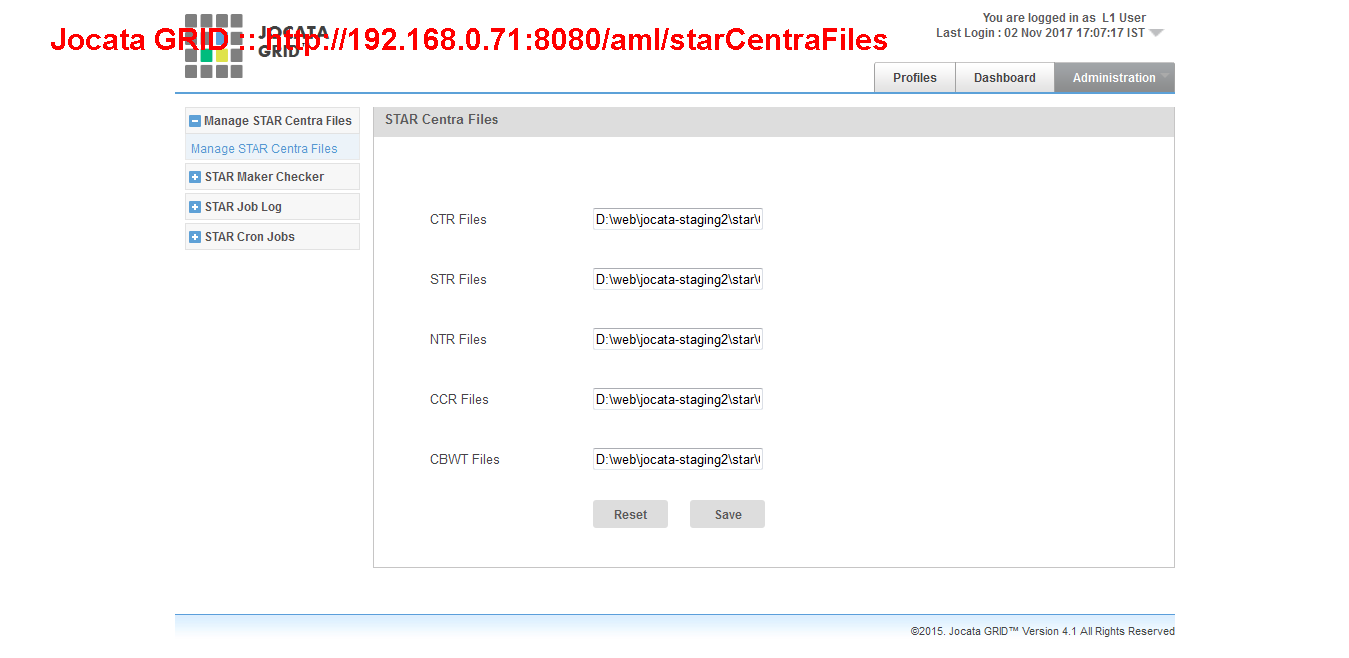 Jocata GRID :: http://192.168.0.71:8080/aml/starCentraFiles
JOCATA
GRID™
You are logged in as L1 User
Last Login : 02 Nov 2017 17:07:17 IST
Profiles
Dashboard
Administration
Manage STAR Centra Files
Manage STAR Centra Files
STAR Maker Checker
STAR Job Log
STAR Cron Jobs
STAR Centra Files
CTR Files
D:\web\jocata-staging2\star\
STR Files
D:\web\jocata-staging2\star\
NTR Files
D:\web\jocata-staging2\star\
CCR Files
D:\web\jocata-staging2\star\
CBWT Files
D:\web\jocata-staging2\star\
Reset
Save
©2015. Jocata GRID™ Version 4.1 All Rights Reserved